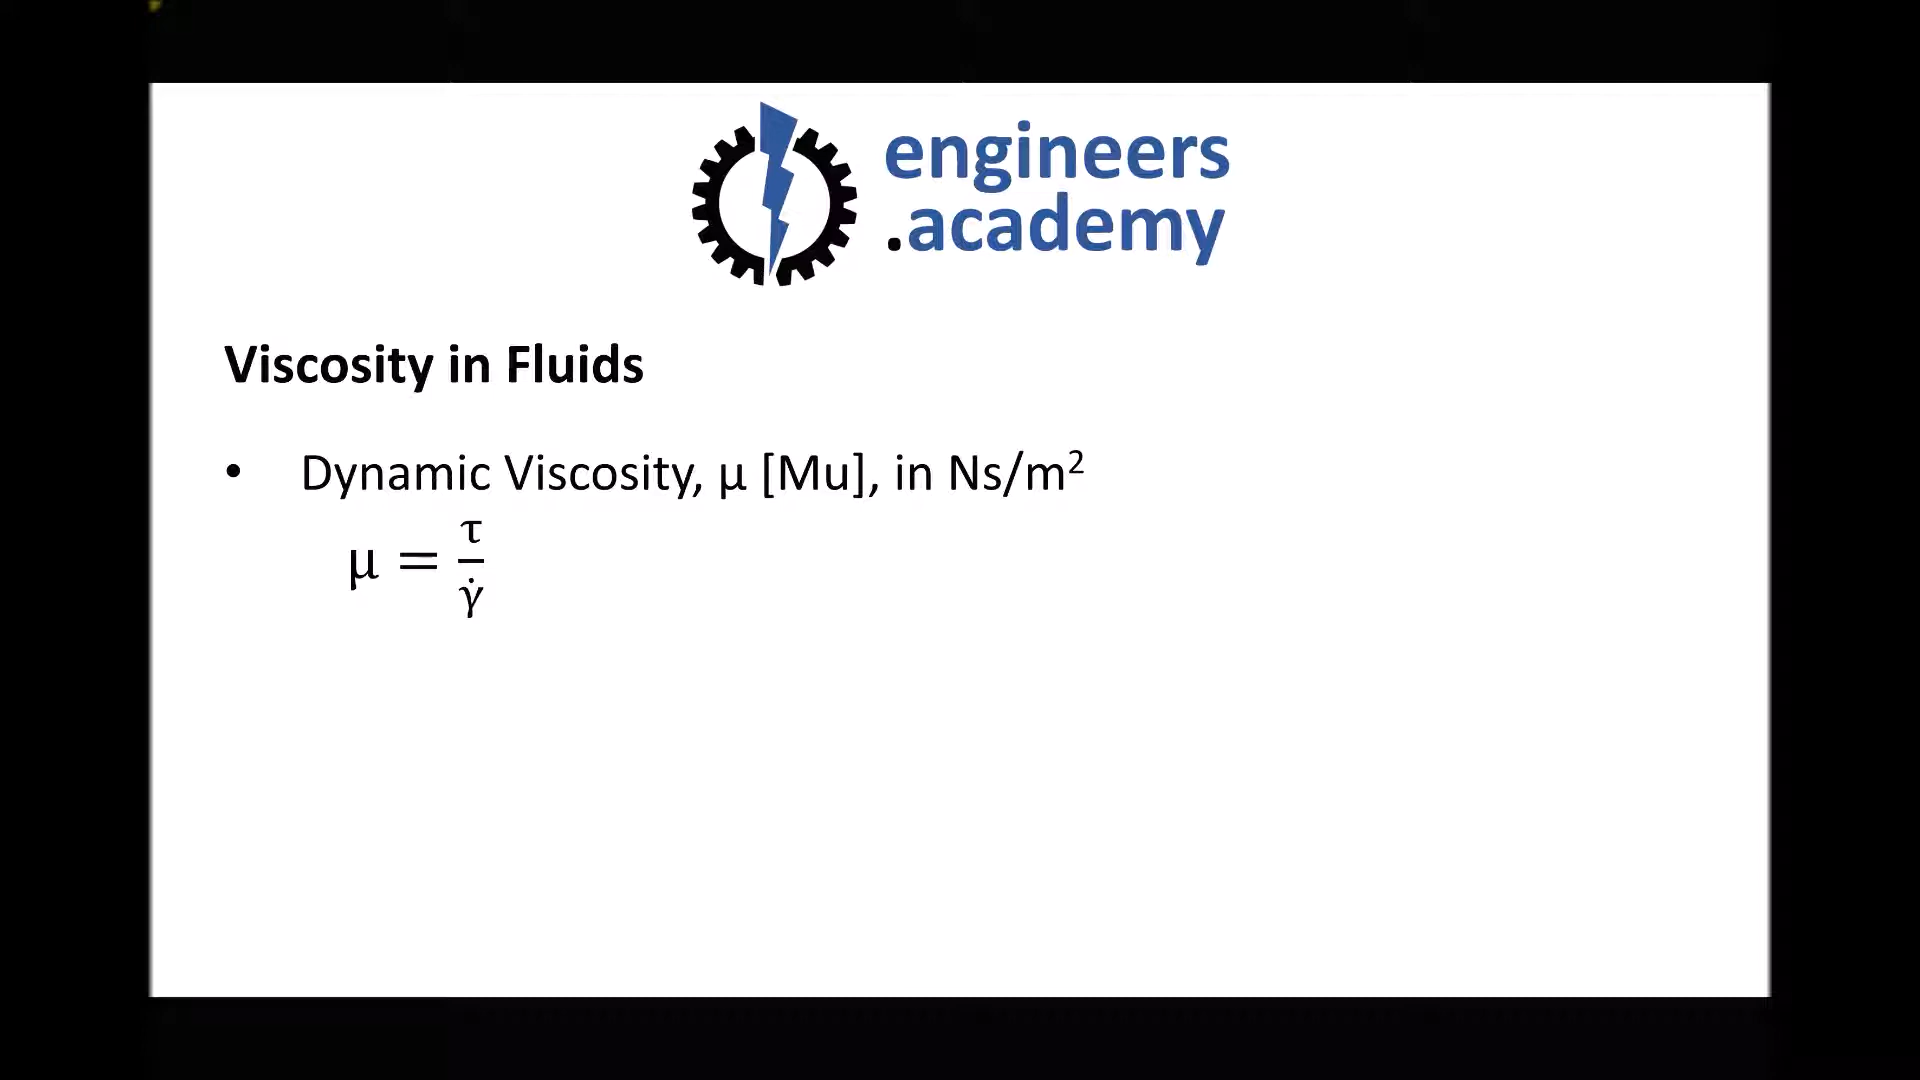 engineers
.academy
Viscosity in Fluids
• Dynamic Viscosity, μ [Mu], in Ns/m²
μ = τ / γ̇